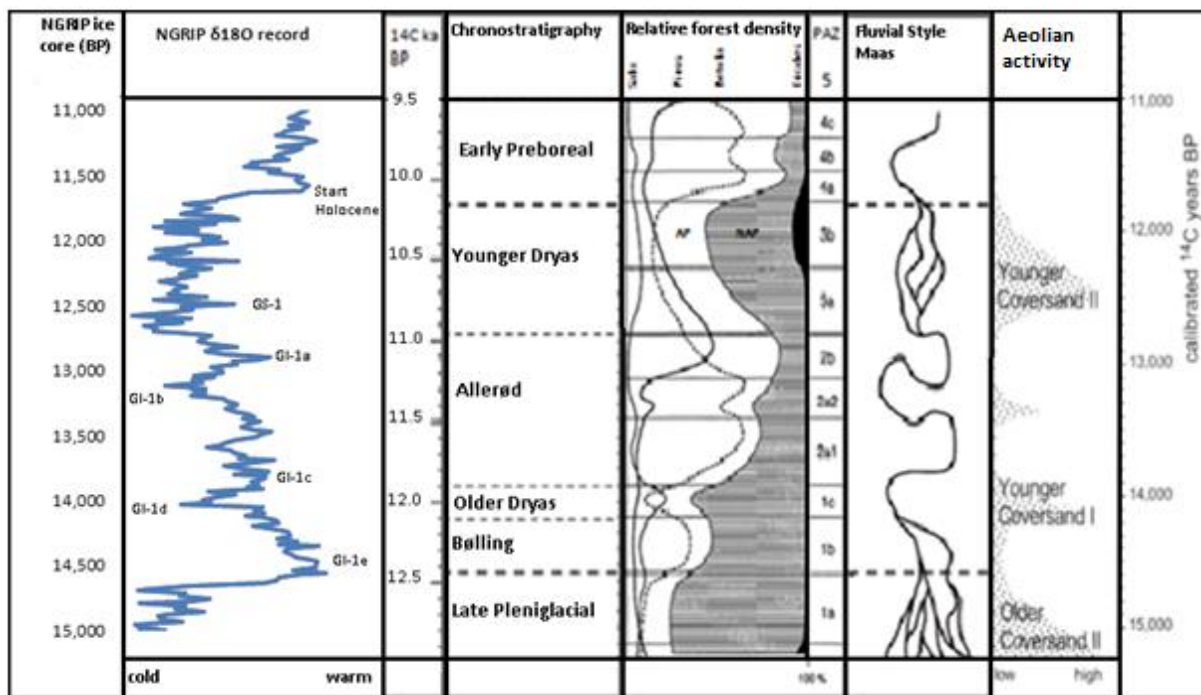 NGRIP ice
core (BP)
NGRIP δ18O record
14C ka
BP
Chronostratigraphy
Relative forest density
PAZ
S
Fluvial Style
Maas
Aeolian
activity
Salix
Pinus
Betula
Ericales
11,000
11,500
12,000
12,500
13,000
13,500
14,000
14,500
15,000
Start
Holocene
GS-1
GI-1a
GI-1b
GI-1c
GI-1d
GI-1e
cold
warm
9.5
10.0
10.5
11.0
11.5
12.0
12.5
Early Preboreal
Younger Dryas
Allerød
Older Dryas
Bølling
Late Pleniglacial
AP
NAP
100 %
4c
4b
4a
3b
3a
2b
2a2
2a1
1c
1b
1a
Younger
Coversand II
Younger
Coversand I
Older
Coversand II
low
high
11,000
12,000
13,000
14,000
15,000
calibrated ¹⁴C years BP